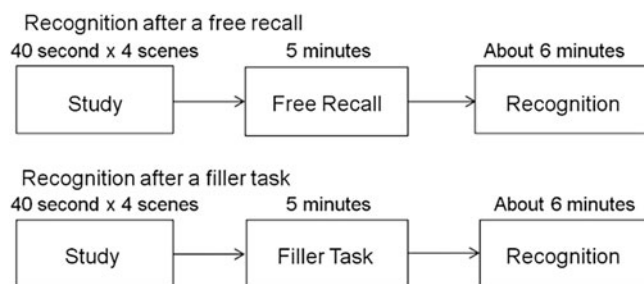 Recognition after a free recall
40 second x 4 scenes 5 minutes About 6 minutes
Study Free Recall Recognition
Recognition after a filler task
40 second x 4 scenes 5 minutes About 6 minutes
Study Filler Task Recognition